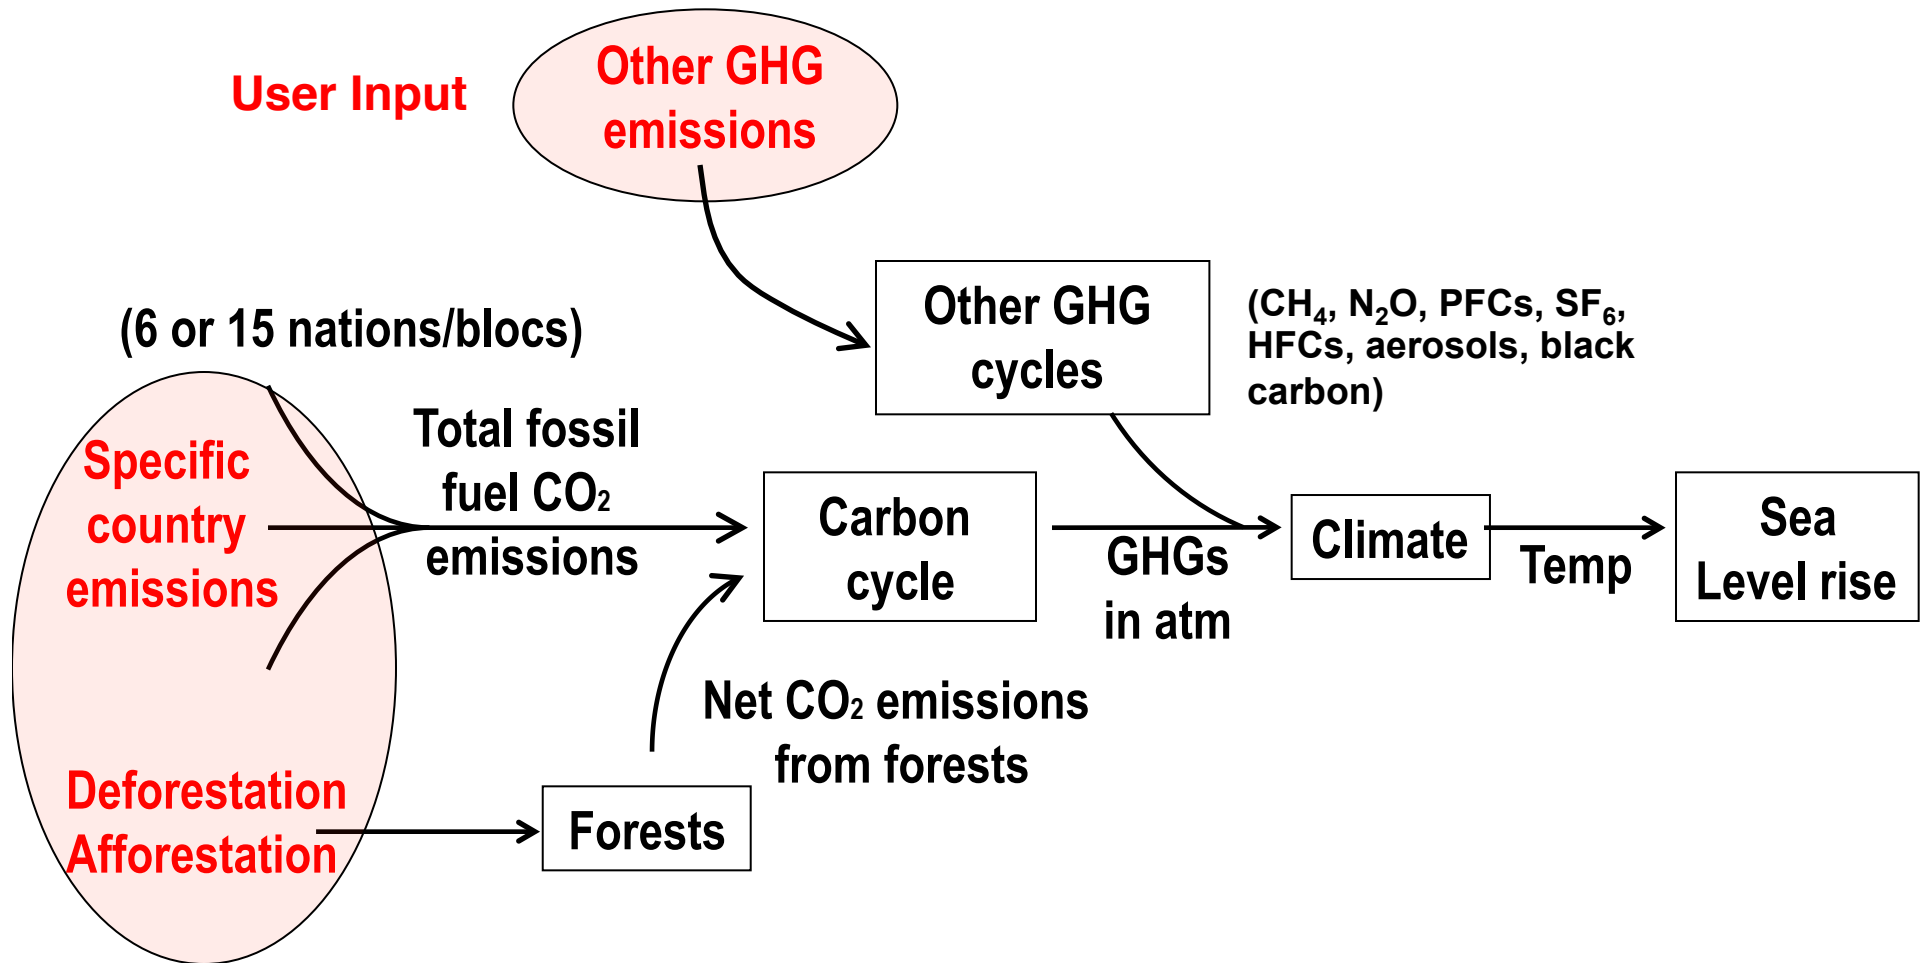 User Input
Other GHG
emissions
(6 or 15 nations/blocs)
Other GHG
cycles
(CH₄, N₂O, PFCs, SF₆,
HFCs, aerosols, black
carbon)
Specific
country
emissions
Total fossil
fuel CO₂
emissions
Carbon
cycle
GHGs
in atm
Climate
Temp
Sea
Level rise
Net CO₂ emissions
from forests
Deforestation
Afforestation
Forests